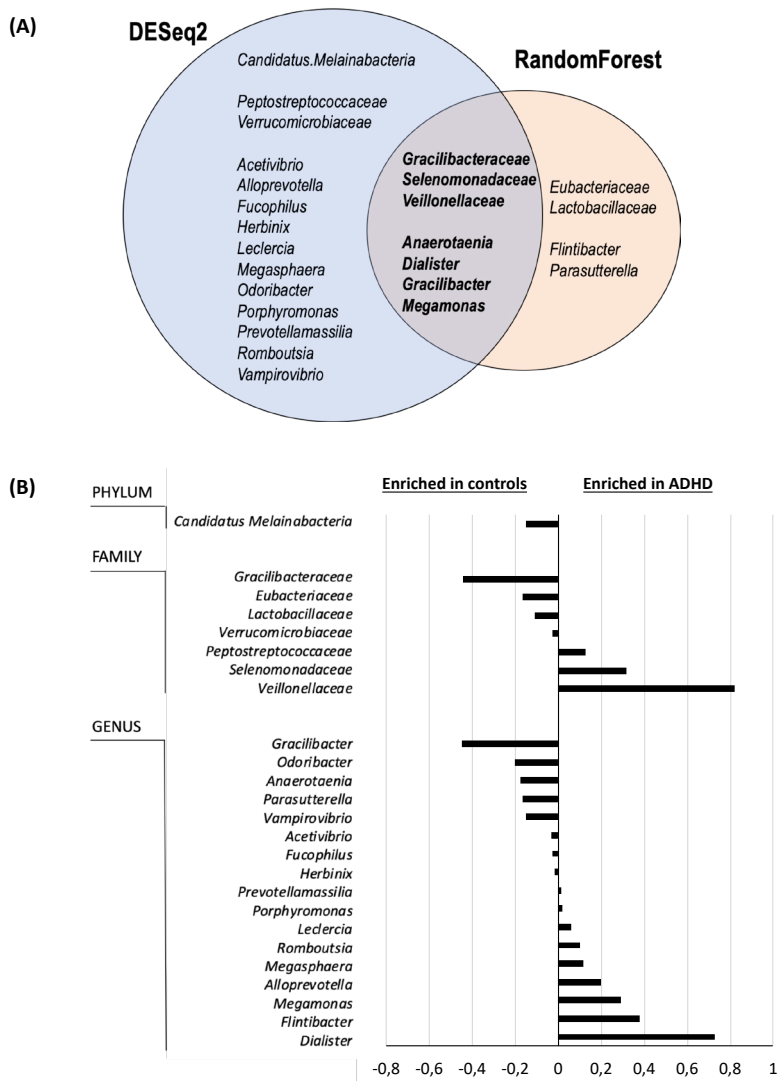 (A)
DESeq2
RandomForest
Candidatus.Melainabacteria
Peptostreptococcaceae
Verrucomicrobiaceae
Acetivibrio
Alloprevotella
Fucophilus
Herbinix
Leclercia
Megasphaera
Odoribacter
Porphyromonas
Prevotellamassilia
Romboutsia
Vampirovibrio
Gracilibacteraceae
Selenomonadaceae
Veillonellaceae
Anaerotaenia
Dialister
Gracilibacter
Megamonas
Eubacteriaceae
Lactobacillaceae
Flintibacter
Parasutterella
(B)
Enriched in controls
Enriched in ADHD
PHYLUM
Candidatus Melainabacteria
FAMILY
Gracilibacteraceae
Eubacteriaceae
Lactobacillaceae
Verrucomicrobiaceae
Peptostreptococcaceae
Selenomonadaceae
Veillonellaceae
GENUS
Gracilibacter
Odoribacter
Anaerotaenia
Parasutterella
Vampirovibrio
Acetivibrio
Fucophilus
Herbinix
Prevotellamassilia
Porphyromonas
Leclercia
Romboutsia
Megasphaera
Alloprevotella
Megamonas
Flintibacter
Dialister
-0,8 -0,6 -0,4 -0,2 0 0,2 0,4 0,6 0,8 1